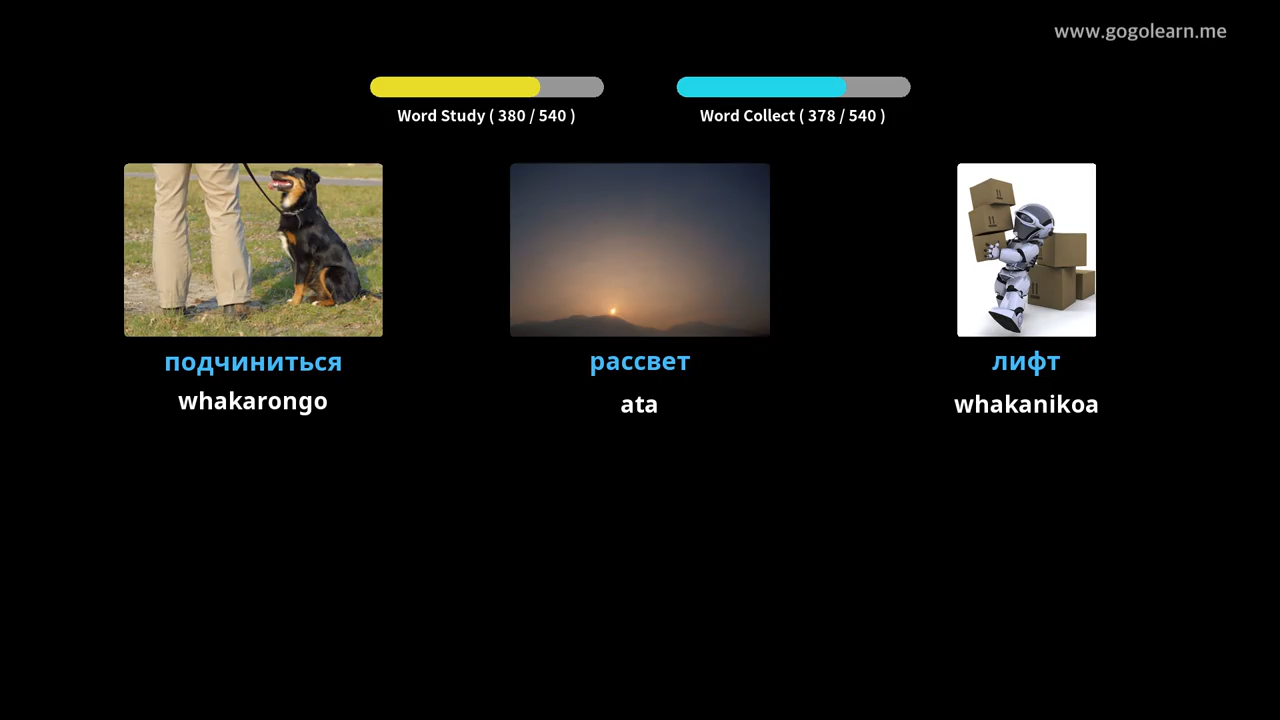 www.gogolearn.me
Word Study ( 380 / 540 )
Word Collect ( 378 / 540 )
подчиниться
рассвет
лифт
whakarongo
ata
whakanikoa